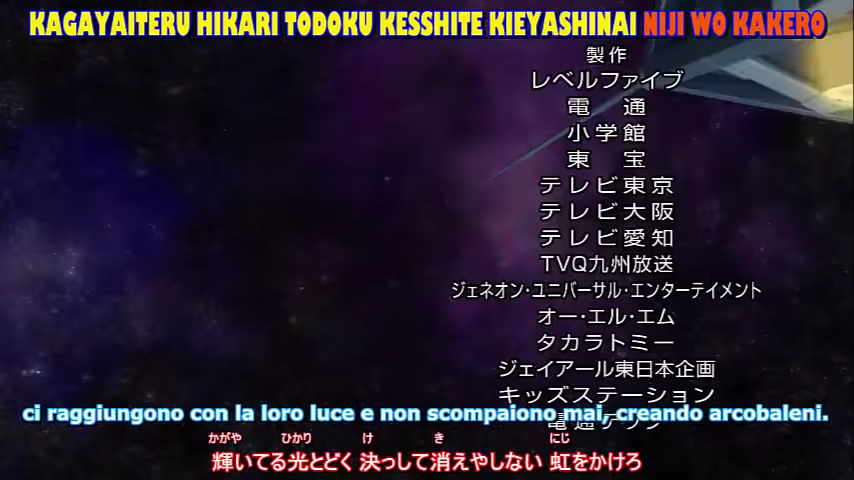 KAGAYAITERU HIKARI TODOKU KESSHITE KIEYASHINAI NIJI WO KAKERO
製作
レベルファイブ
電　通
小学館
東　宝
テレビ東京
テレビ大阪
テレビ愛知
TVQ九州放送
ジェネオン・ユニバーサル・エンターテイメント
オー・エル・エム
タカラトミー
ジェイアール東日本企画
キッズステーション
電通テック
ci raggiungono con la loro luce e non scompaiono mai, creando arcobaleni.
かがや ひかり け き にじ
輝いてる光とどく 決っして消えやしない 虹をかけろ